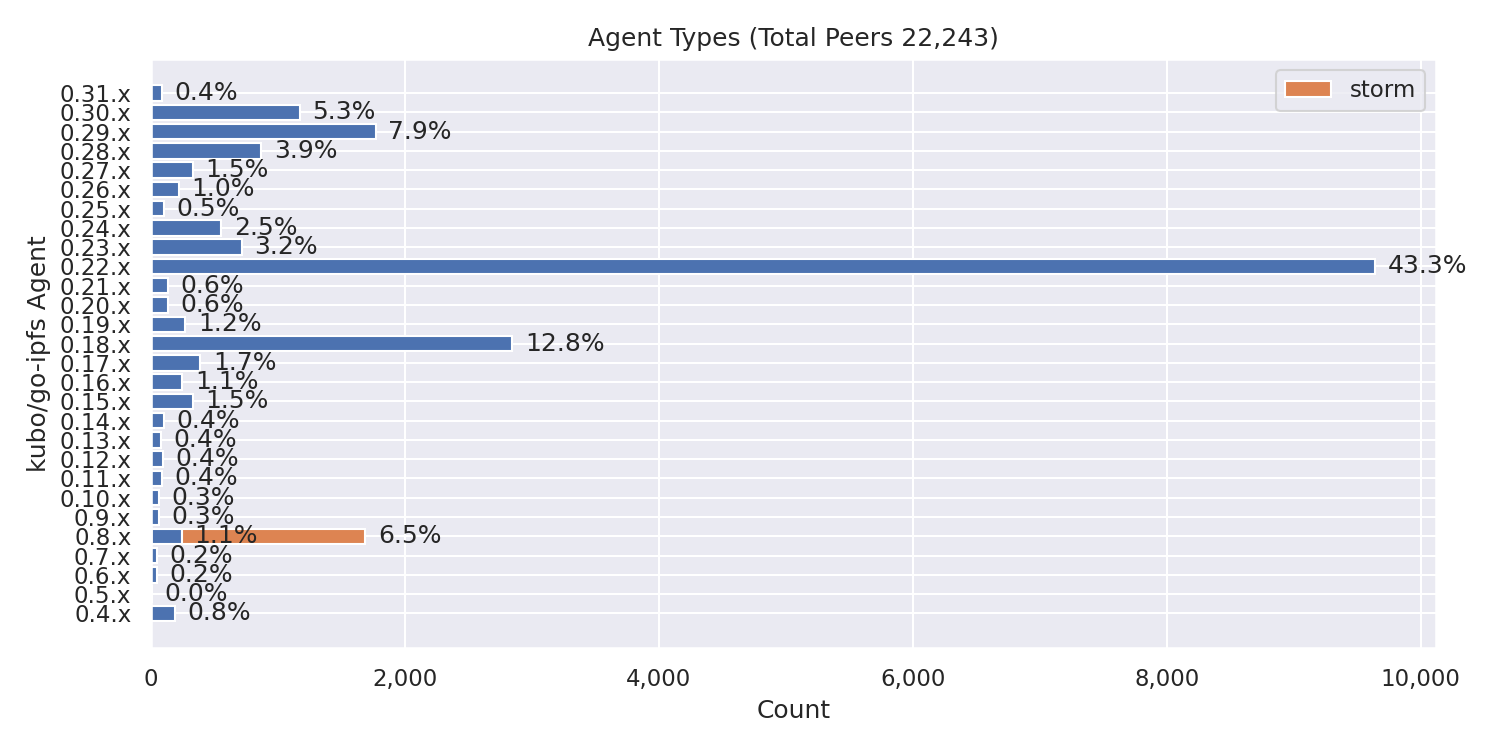 Agent Types (Total Peers 22,243)
storm
kubo/go-ipfs Agent
0.31.x 0.4%
0.30.x 5.3%
0.29.x 7.9%
0.28.x 3.9%
0.27.x 1.5%
0.26.x 1.0%
0.25.x 0.5%
0.24.x 2.5%
0.23.x 3.2%
0.22.x 43.3%
0.21.x 0.6%
0.20.x 0.6%
0.19.x 1.2%
0.18.x 12.8%
0.17.x 1.7%
0.16.x 1.1%
0.15.x 1.5%
0.14.x 0.4%
0.13.x 0.4%
0.12.x 0.4%
0.11.x 0.4%
0.10.x 0.3%
0.9.x 0.3%
0.8.x 1.1% 6.5%
0.7.x 0.2%
0.6.x 0.2%
0.5.x 0.0%
0.4.x 0.8%
0 2,000 4,000 6,000 8,000 10,000
Count